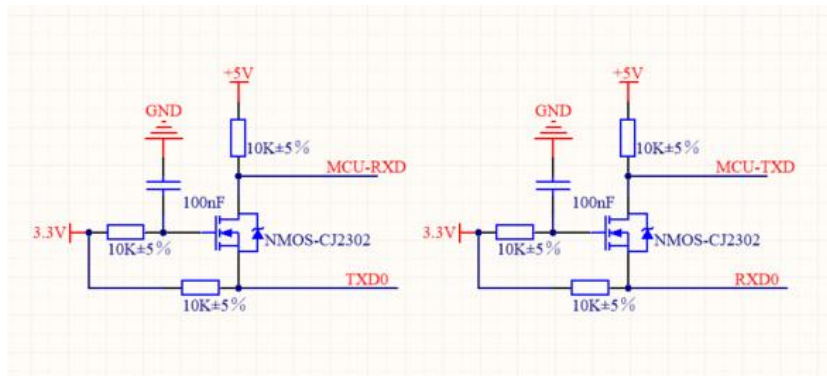 +5V
GND
10K±5%
MCU-RXD
100nF
3.3V
10K±5%
NMOS-CJ2302
TXD0
10K±5%
+5V
GND
10K±5%
MCU-TXD
100nF
3.3V
10K±5%
NMOS-CJ2302
RXD0
10K±5%